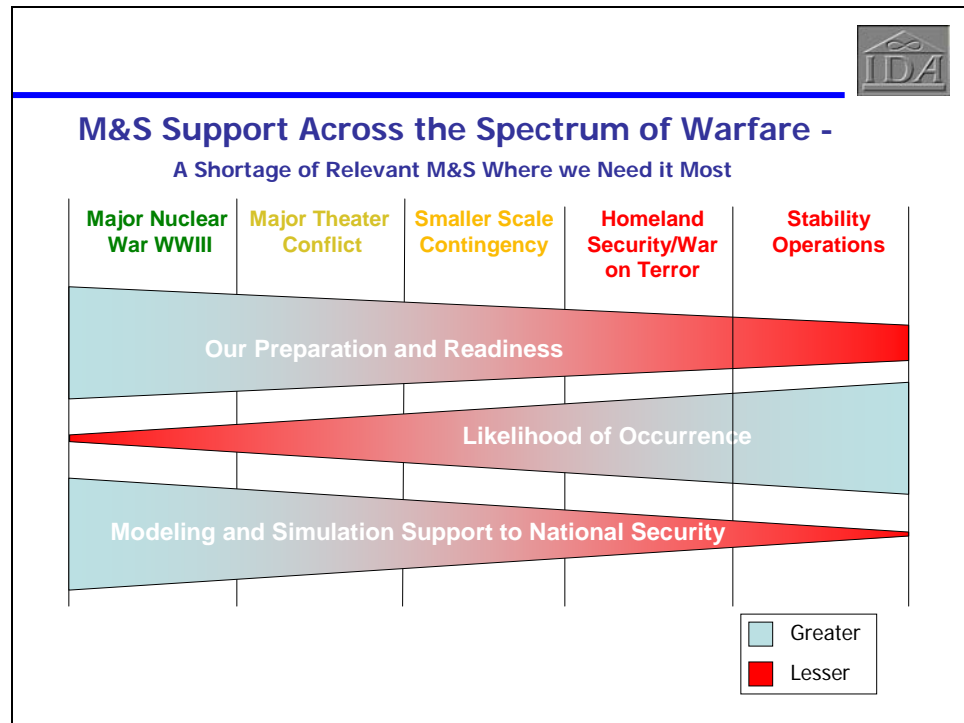 IDA
M&S Support Across the Spectrum of Warfare -
A Shortage of Relevant M&S Where we Need it Most
Major Nuclear
War WWIII
Major Theater
Conflict
Smaller Scale
Contingency
Homeland
Security/War
on Terror
Stability
Operations
Our Preparation and Readiness
Likelihood of Occurrence
Modeling and Simulation Support to National Security
Greater
Lesser